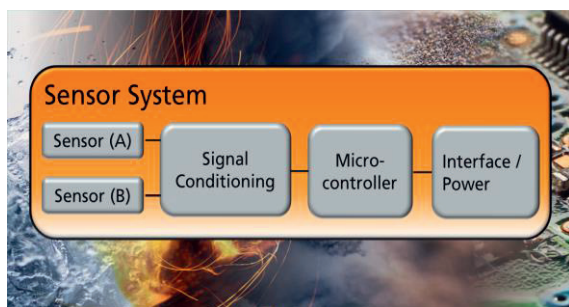 Sensor System
Sensor (A)
Sensor (B)
Signal
Conditioning
Micro-
controller
Interface /
Power